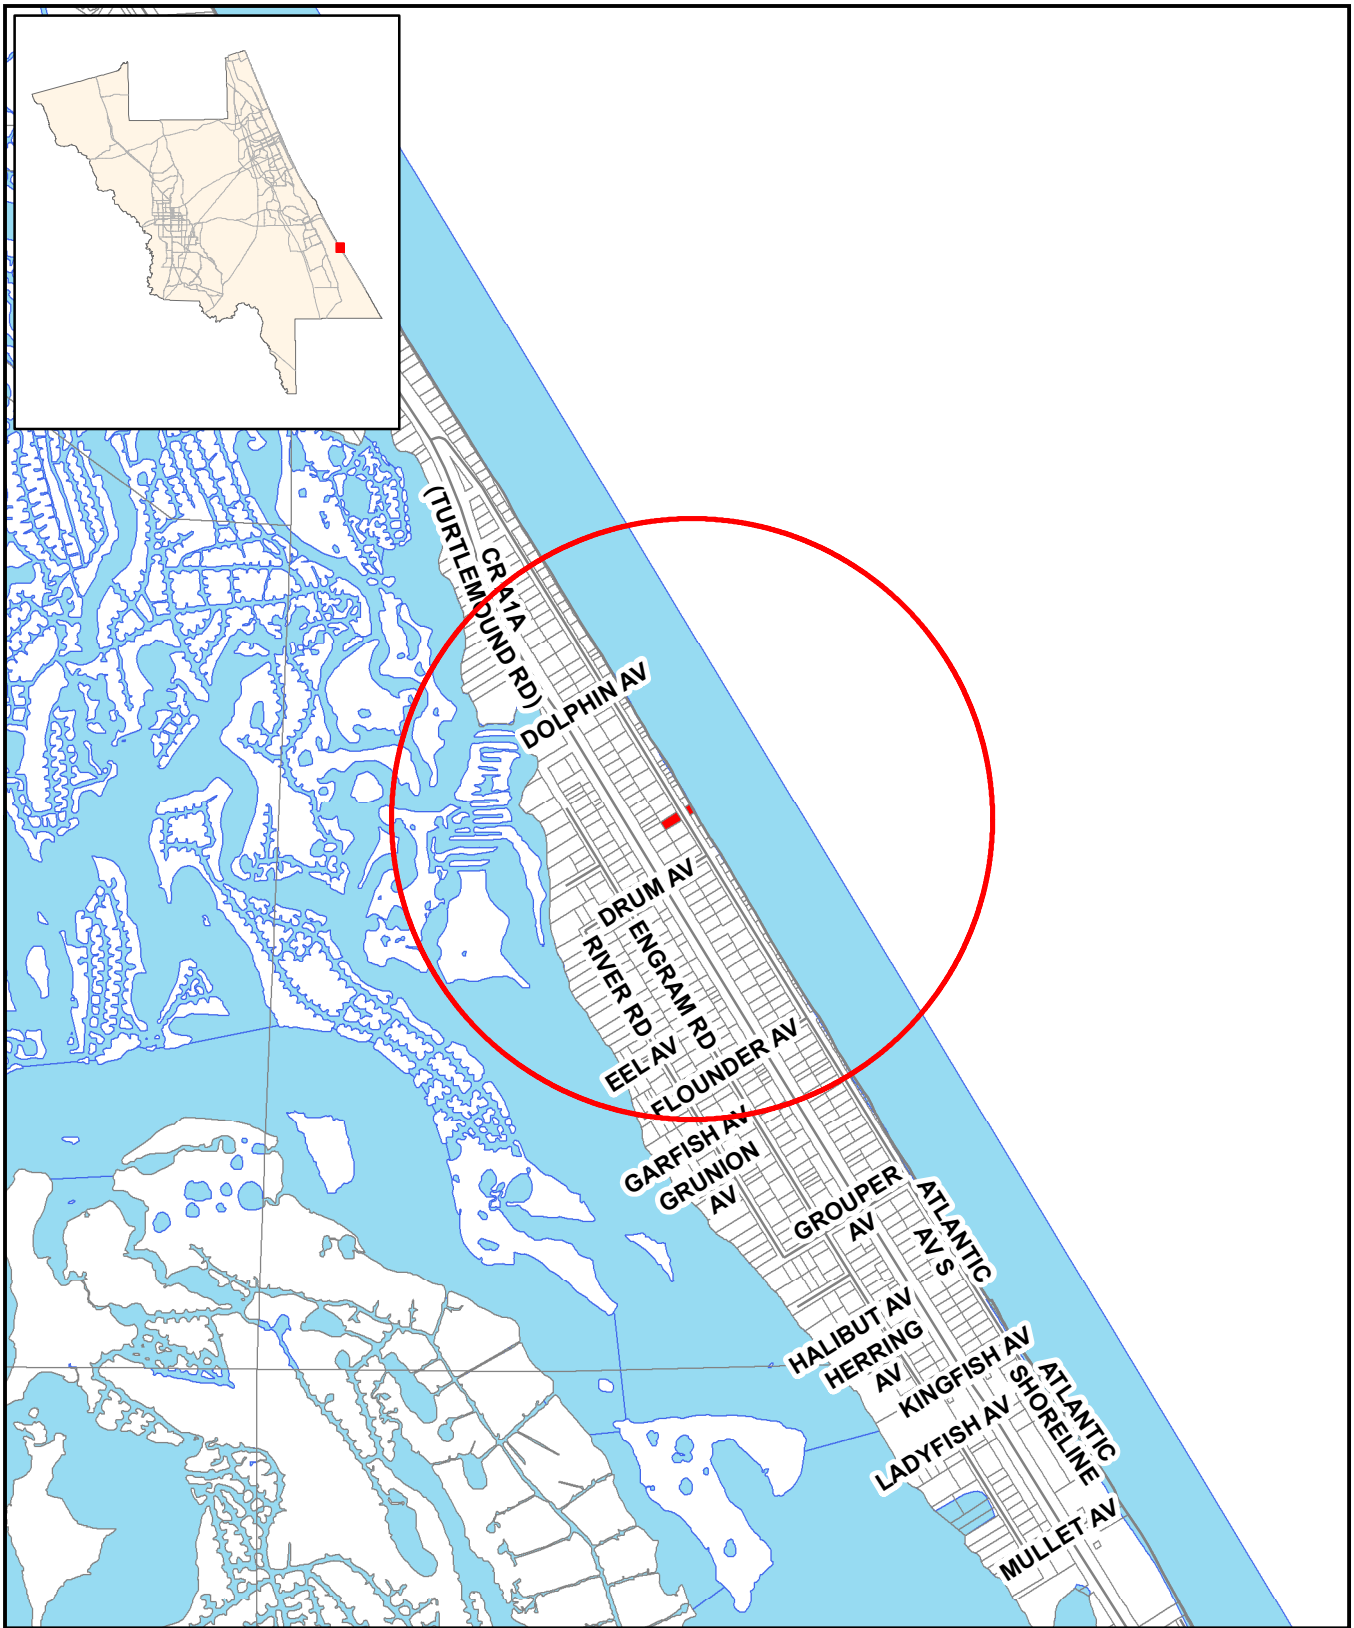 (TURTLEMOUND RD)
CR A1A
DOLPHIN AV
DRUM AV
ENGRAM RD
RIVER RD
EEL AV
FLOUNDER AV
GARFISH AV
GRUNION
AV
GROUPER
AV
ATLANTIC
AV S
HALIBUT AV
HERRING
AV
KINGFISH AV
ATLANTIC
SHORELINE
LADYFISH AV
MULLET AV